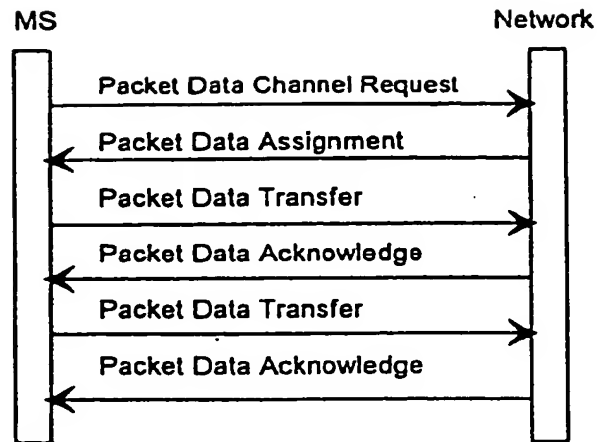 MS
Network
Packet Data Channel Request
Packet Data Assignment
Packet Data Transfer
Packet Data Acknowledge
Packet Data Transfer
Packet Data Acknowledge